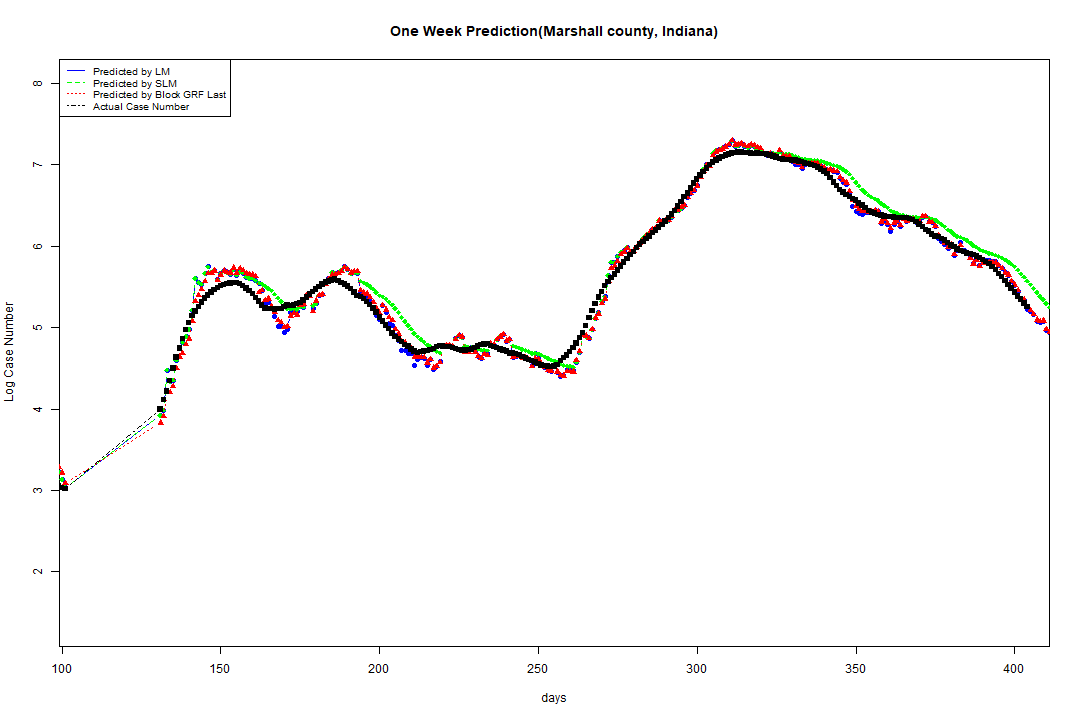 One Week Prediction(Marshall county, Indiana)
Predicted by LM
Predicted by SLM
Predicted by Block GRF Last
Actual Case Number
8
7
6
5
4
3
2
Log Case Number
100 150 200 250 300 350 400
days